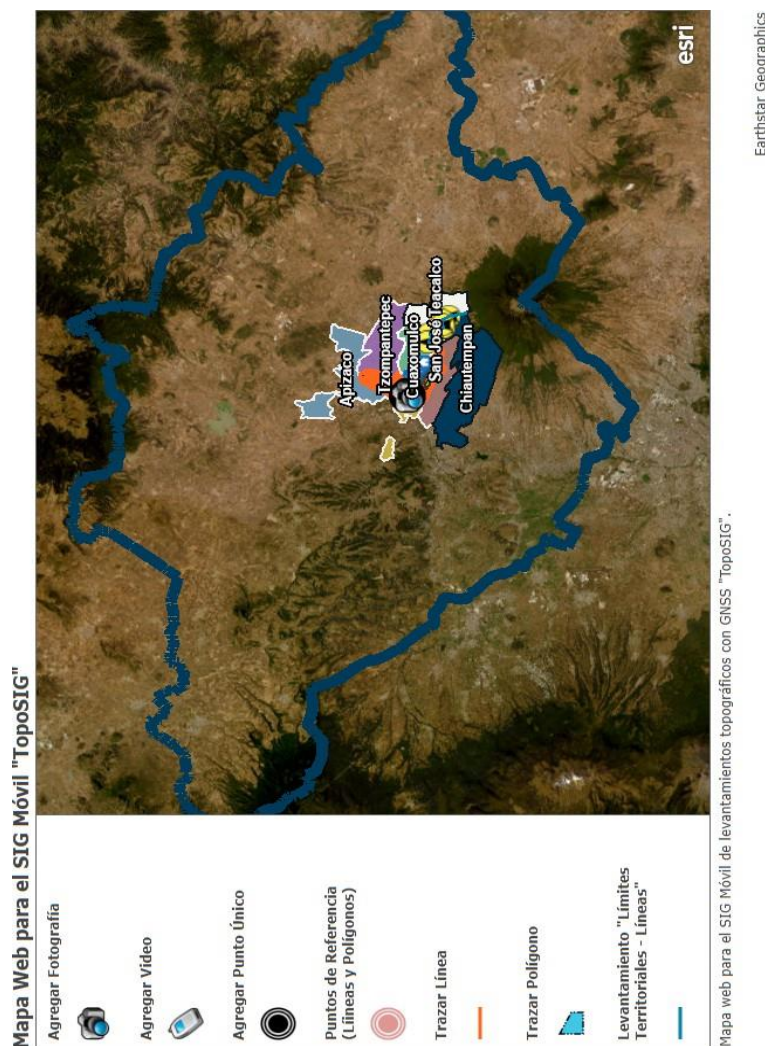 Mapa Web para el SIG Móvil "TopoSIG"
Agregar Fotografía
Agregar Video
Agregar Punto Único
Puntos de Referencia
(Líineas y Polígonos)
Trazar Línea
Trazar Polígono
Levantamiento "Límites
Territoriales - Líneas"
Apizaco
Tzompantepec
Cuaxomulco
San José Teacalco
Chiautempan
esri
Mapa web para el SIG Móvil de levantamientos topográficos con GNSS "TopoSIG".
Earthstar Geographics